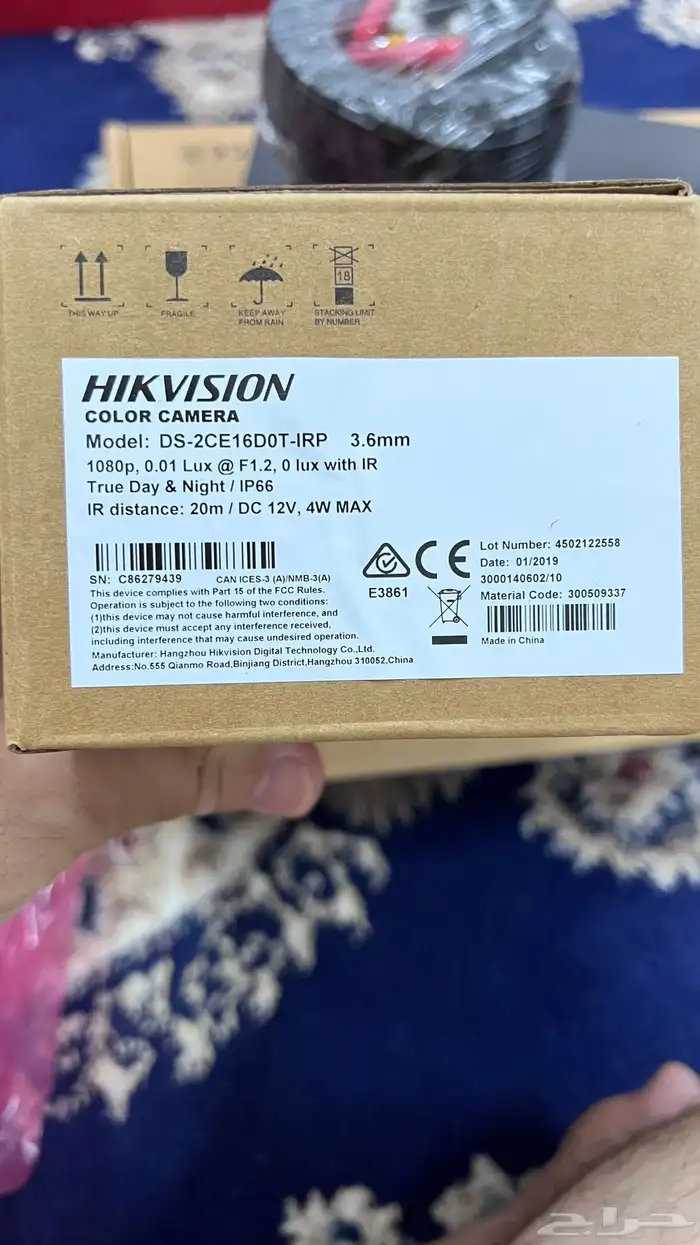 THIS WAY UP
FRAGILE
KEEP AWAY
FROM RAIN
18
STACKING LIMIT
BY NUMBER
HIKVISION
COLOR CAMERA
Model: DS-2CE16D0T-IRP 3.6mm
1080p, 0.01 Lux @ F1.2, 0 lux with IR
True Day & Night / IP66
IR distance: 20m / DC 12V, 4W MAX
SN: C86279439 CAN ICES-3 (A)/NMB-3(A)
This device complies with Part 15 of the FCC Rules.
Operation is subject to the following two conditions:
(1)this device may not cause harmful interference, and
(2)this device must accept any interference received,
including interference that may cause undesired operation.
Manufacturer: Hangzhou Hikvision Digital Technology Co.,Ltd.
Address:No.555 Qianmo Road,Binjiang District,Hangzhou 310052,China
CE
E3861
Lot Number: 4502122558
Date: 01/2019
3000140602/10
Material Code: 300509337
Made in China
حراج